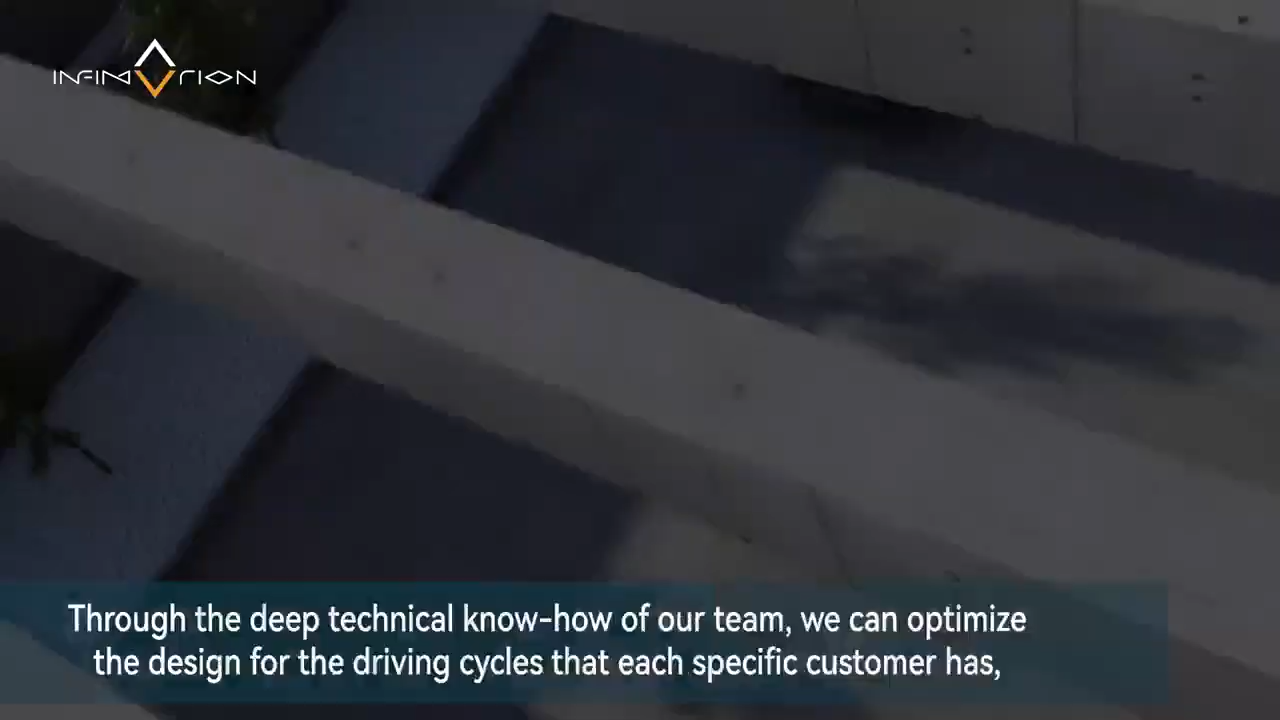 INFINMOTION
Through the deep technical know-how of our team, we can optimize
the design for the driving cycles that each specific customer has,